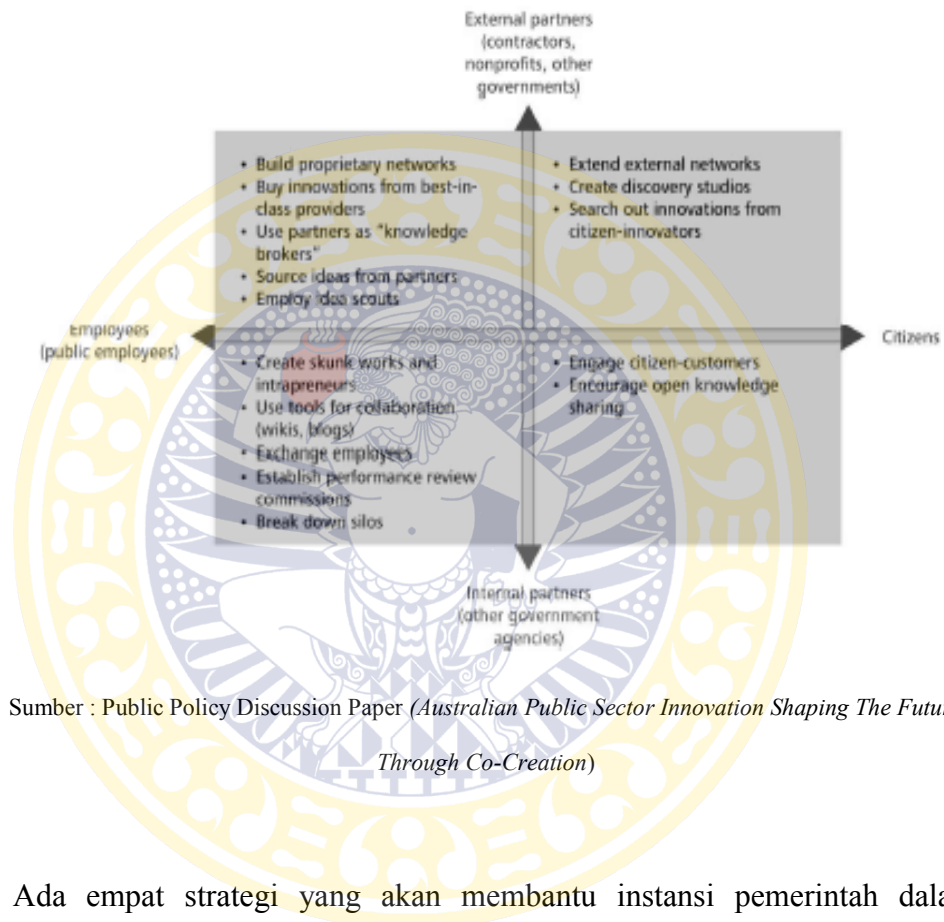 External partners
(contractors,
nonprofits, other
governments)
• Build proprietary networks
• Buy innovations from best-in-
class providers
• Use partners as "knowledge
brokers"
• Source ideas from partners
• Employ idea scouts
• Extend external networks
• Create discovery studios
• Search out innovations from
citizen-innovators
Employees
(public employees)
Citizens
• Create skunk works and
intrapreneurs
• Use tools for collaboration
(wikis, blogs)
• Exchange employees
• Establish performance review
commissions
• Break down silos
• Engage citizen-customers
• Encourage open knowledge
sharing
Internal partners
(other government
agencies)
Sumber : Public Policy Discussion Paper (Australian Public Sector Innovation Shaping The Futu
Through Co-Creation)
Ada empat strategi yang akan membantu instansi pemerintah dala